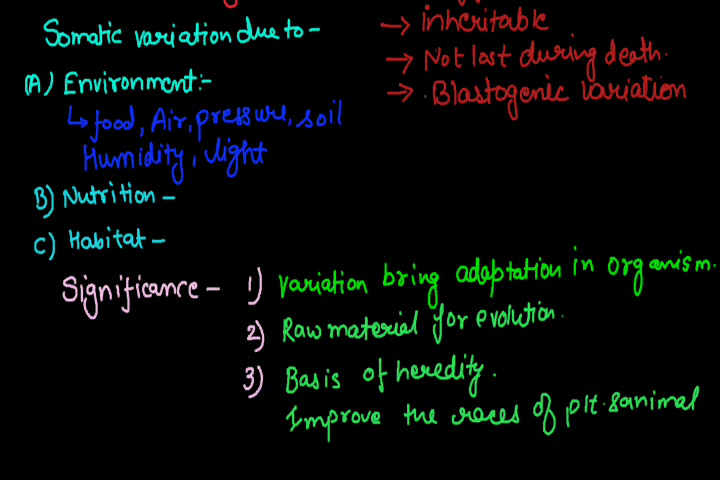 Somatic variation due to -
(A) Environment:-
↳ food, Air, pressure, soil
Humidity, light
B) Nutrition -
C) Habitat -
→ inheritable
→ Not lost during death.
→ Blastogenic variation
Significance - 1) Variation bring adaptation in organism.
2) Raw material for evolution.
3) Basis of heredity.
Improve the races of plt. & animal